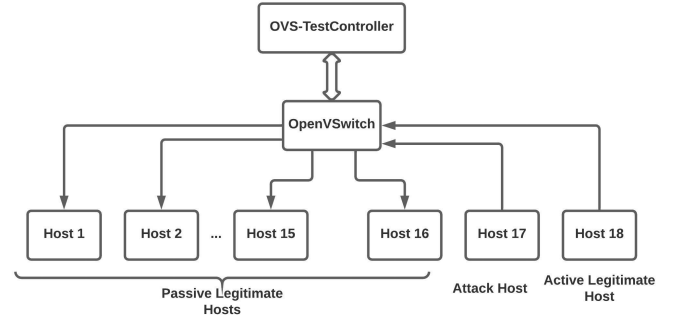 OVS-TestController
OpenVSwitch
Host 1
Host 2
...
Host 15
Host 16
Host 17
Host 18
Passive Legitimate
Hosts
Attack Host
Active Legitimate
Host